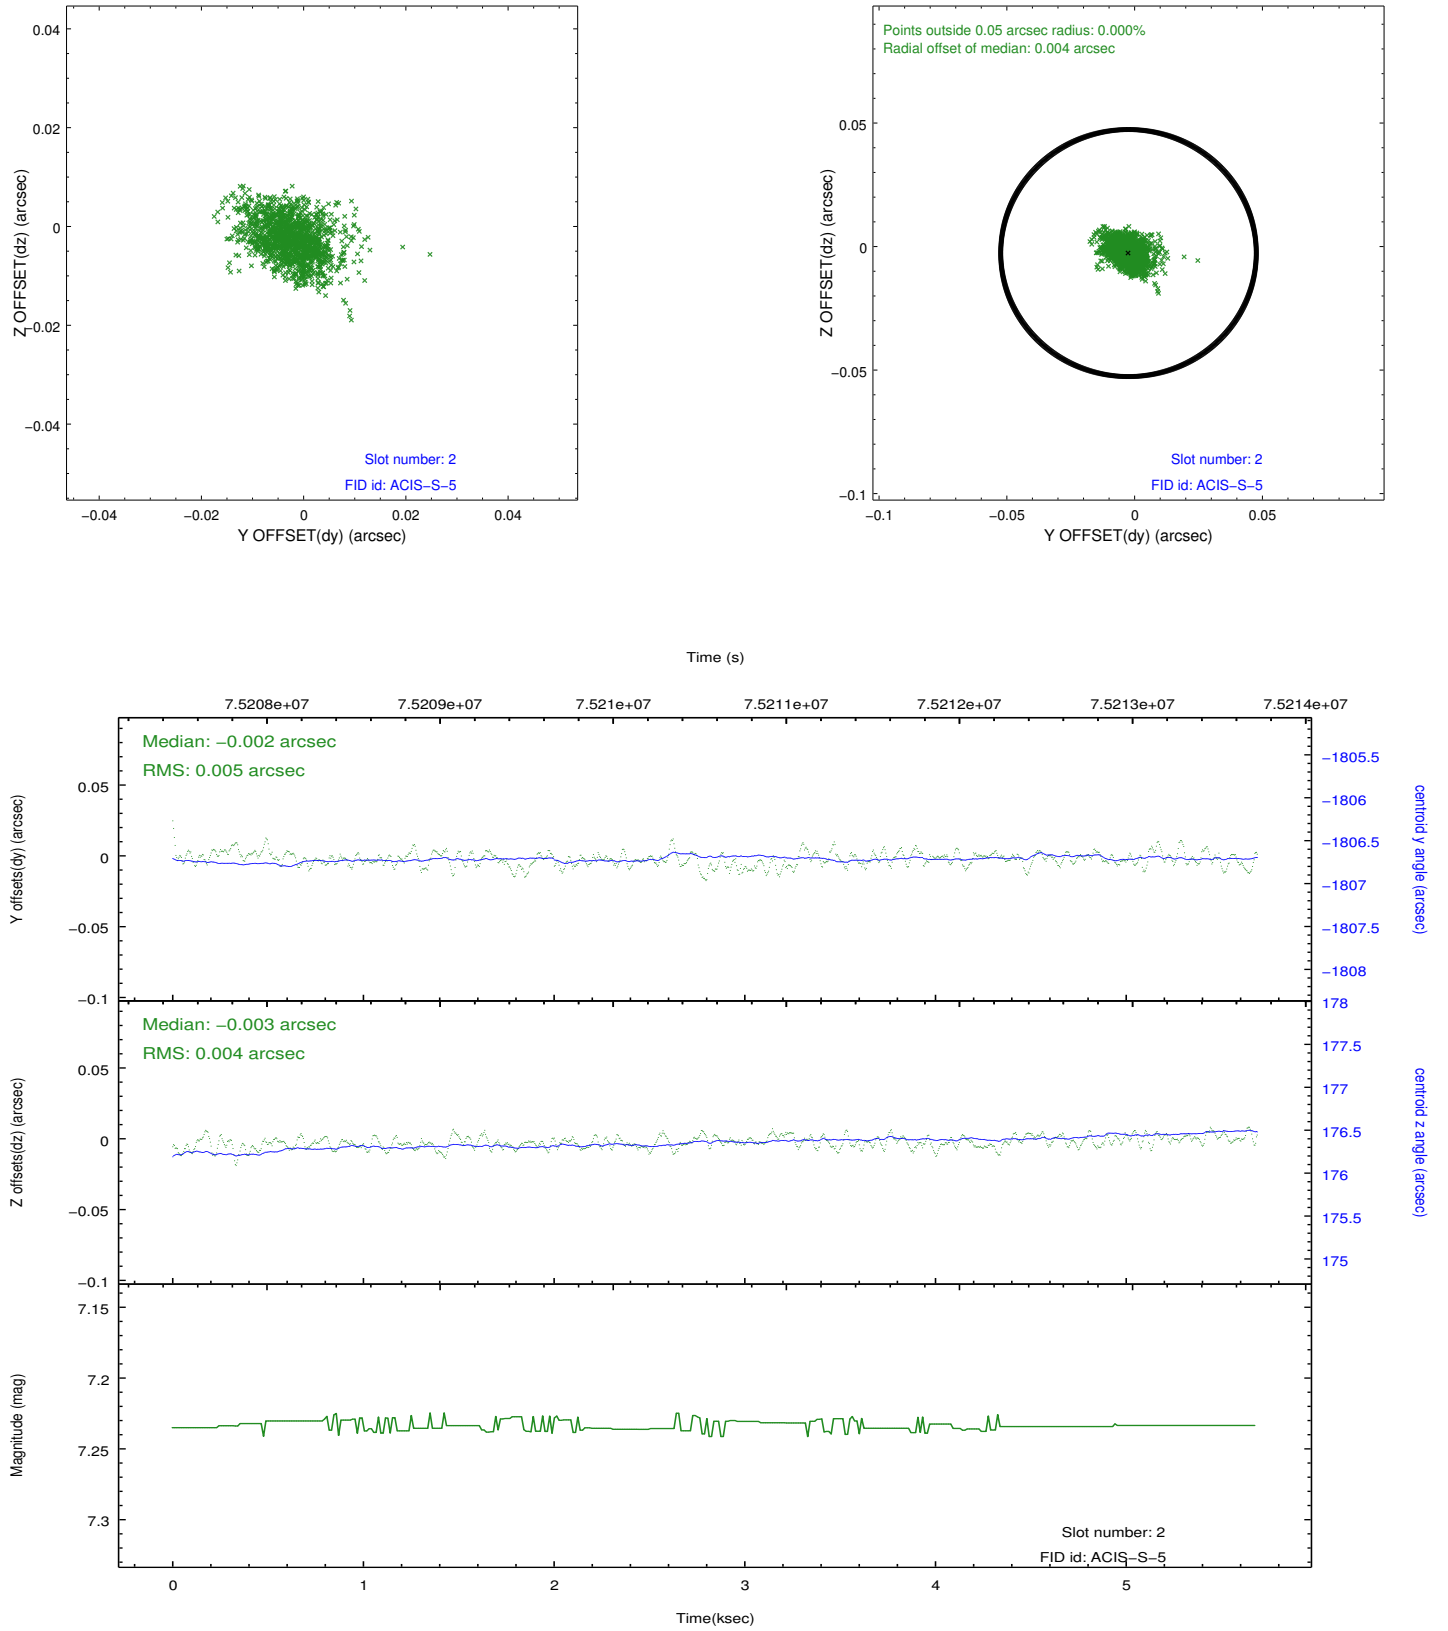 0.04
0.02
0
−0.02
−0.04
Z OFFSET(dz) (arcsec)
Slot number: 2
FID id: ACIS−S−5
−0.04
−0.02
0
0.02
0.04
Y OFFSET(dy) (arcsec)
Points outside 0.05 arcsec radius: 0.000%
Radial offset of median: 0.004 arcsec
0.05
0
−0.05
−0.1
Z OFFSET(dz) (arcsec)
Slot number: 2
FID id: ACIS−S−5
−0.1
−0.05
0
0.05
Y OFFSET(dy) (arcsec)
Time (s)
7.5208e+07
7.5209e+07
7.521e+07
7.5211e+07
7.5212e+07
7.5213e+07
7.5214e+07
Median: −0.002 arcsec
RMS: 0.005 arcsec
0.05
0
−0.05
−0.1
Y offsets(dy) (arcsec)
−1805.5
−1806
−1806.5
−1807
−1807.5
−1808
centroid y angle (arcsec)
Median: −0.003 arcsec
RMS: 0.004 arcsec
0.05
0
−0.05
−0.1
Z offsets(dz) (arcsec)
178
177.5
177
176.5
176
175.5
175
centroid z angle (arcsec)
7.15
7.2
7.25
7.3
Magnitude (mag)
Slot number: 2
FID id: ACIS−S−5
0
1
2
3
4
5
Time(ksec)